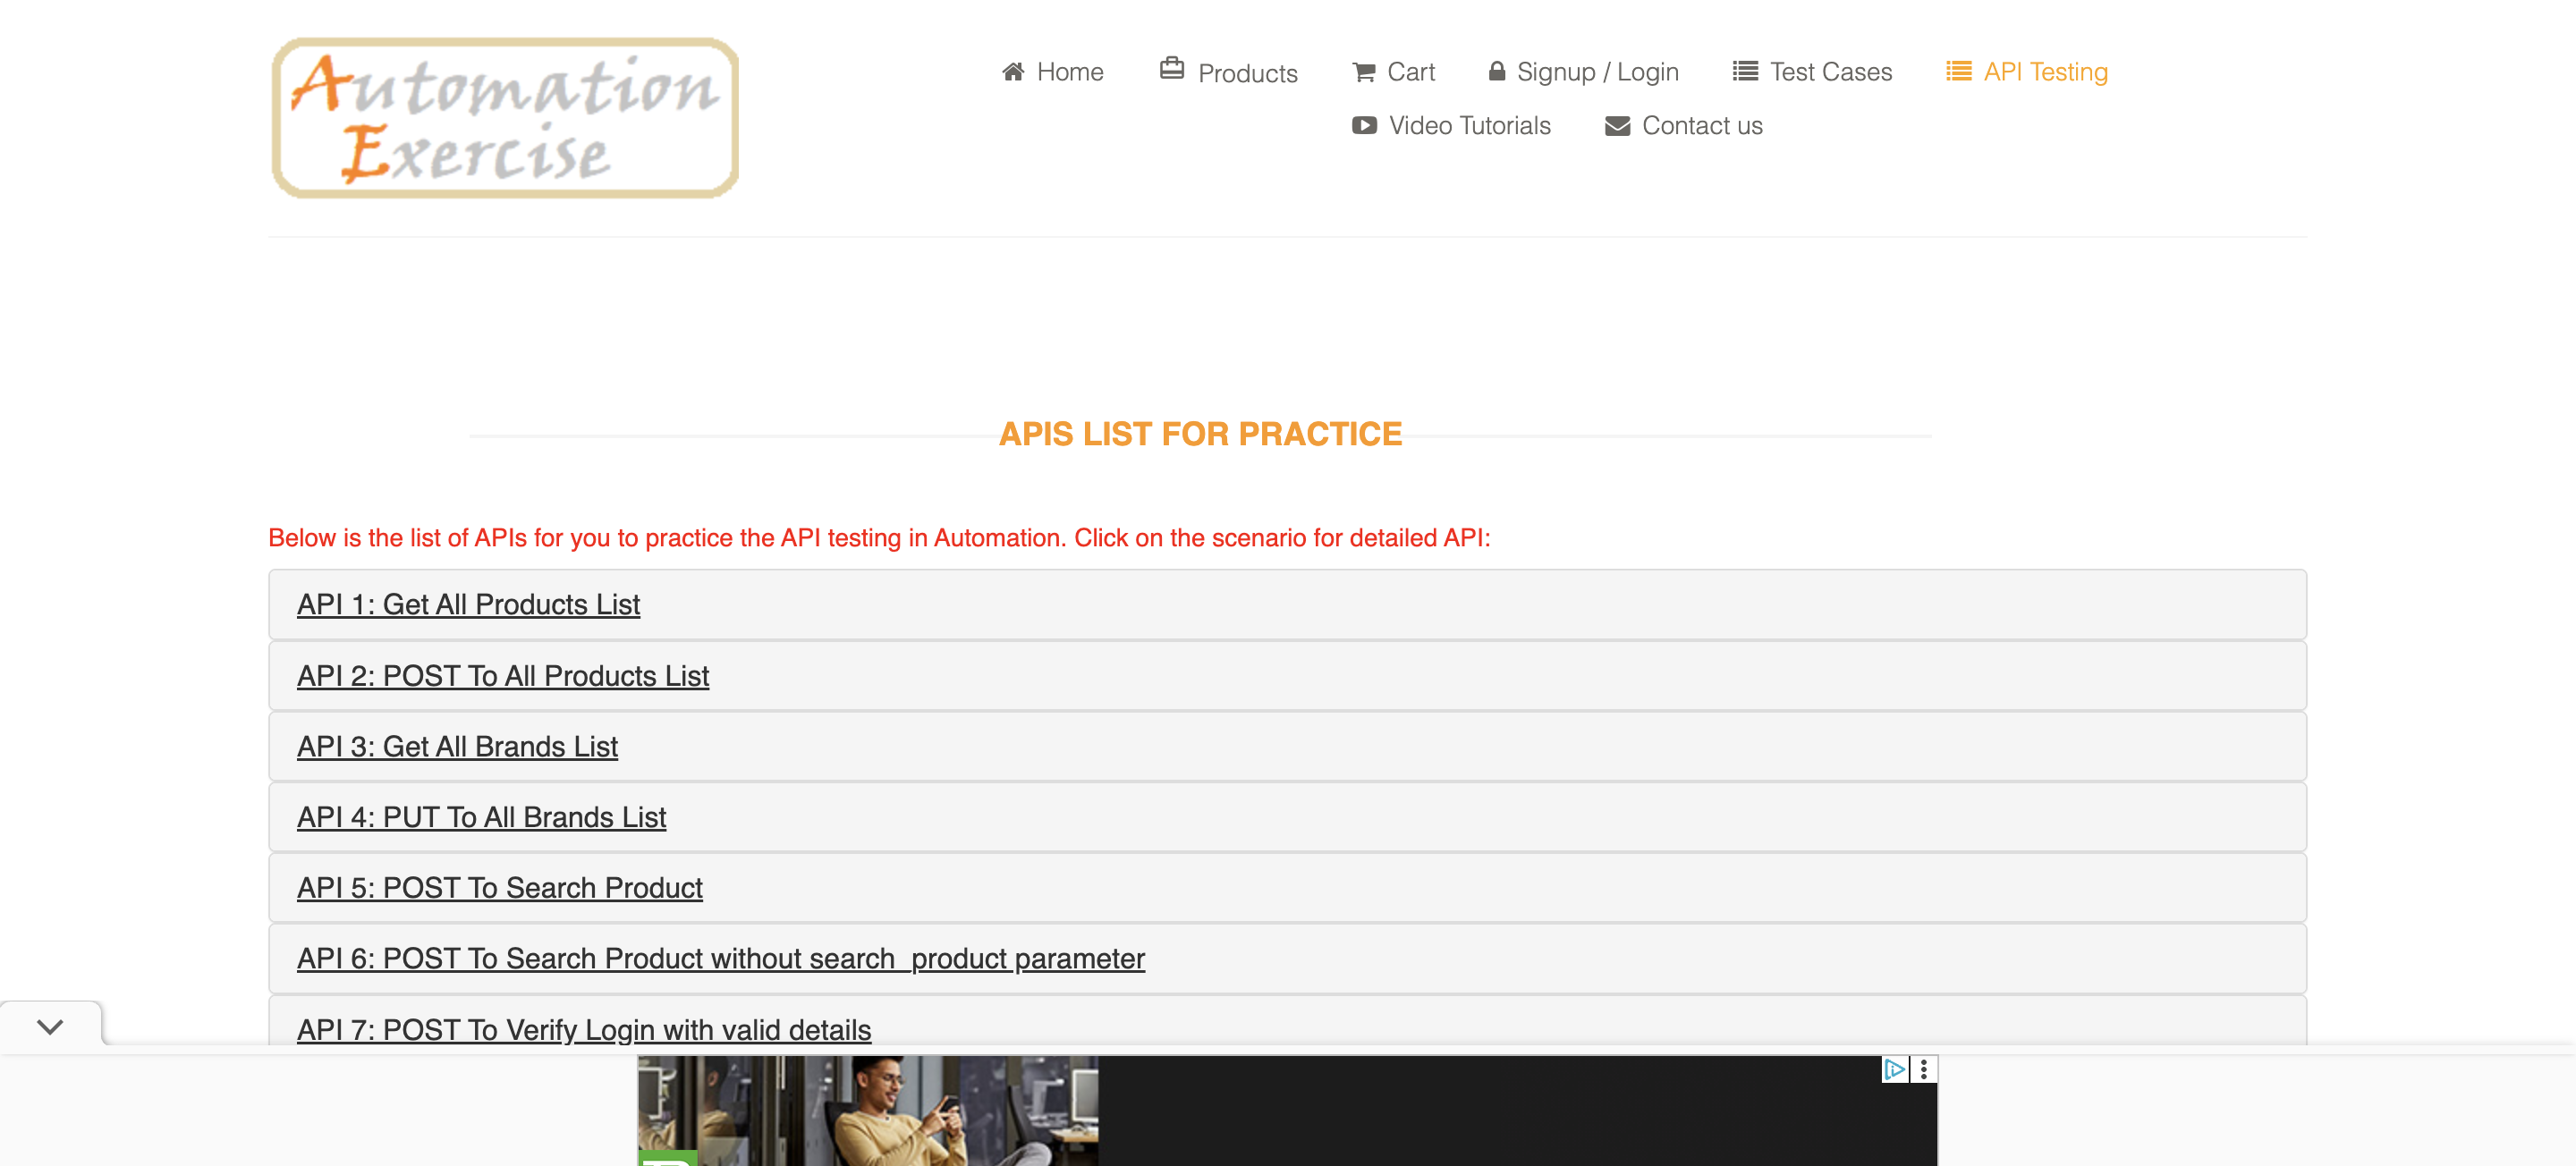 Automation
Exercise
Home
Products
Cart
Signup / Login
Test Cases
API Testing
Video Tutorials
Contact us
APIS LIST FOR PRACTICE
Below is the list of APIs for you to practice the API testing in Automation. Click on the scenario for detailed API:
API 1: Get All Products List
API 2: POST To All Products List
API 3: Get All Brands List
API 4: PUT To All Brands List
API 5: POST To Search Product
API 6: POST To Search Product without search_product parameter
API 7: POST To Verify Login with valid details